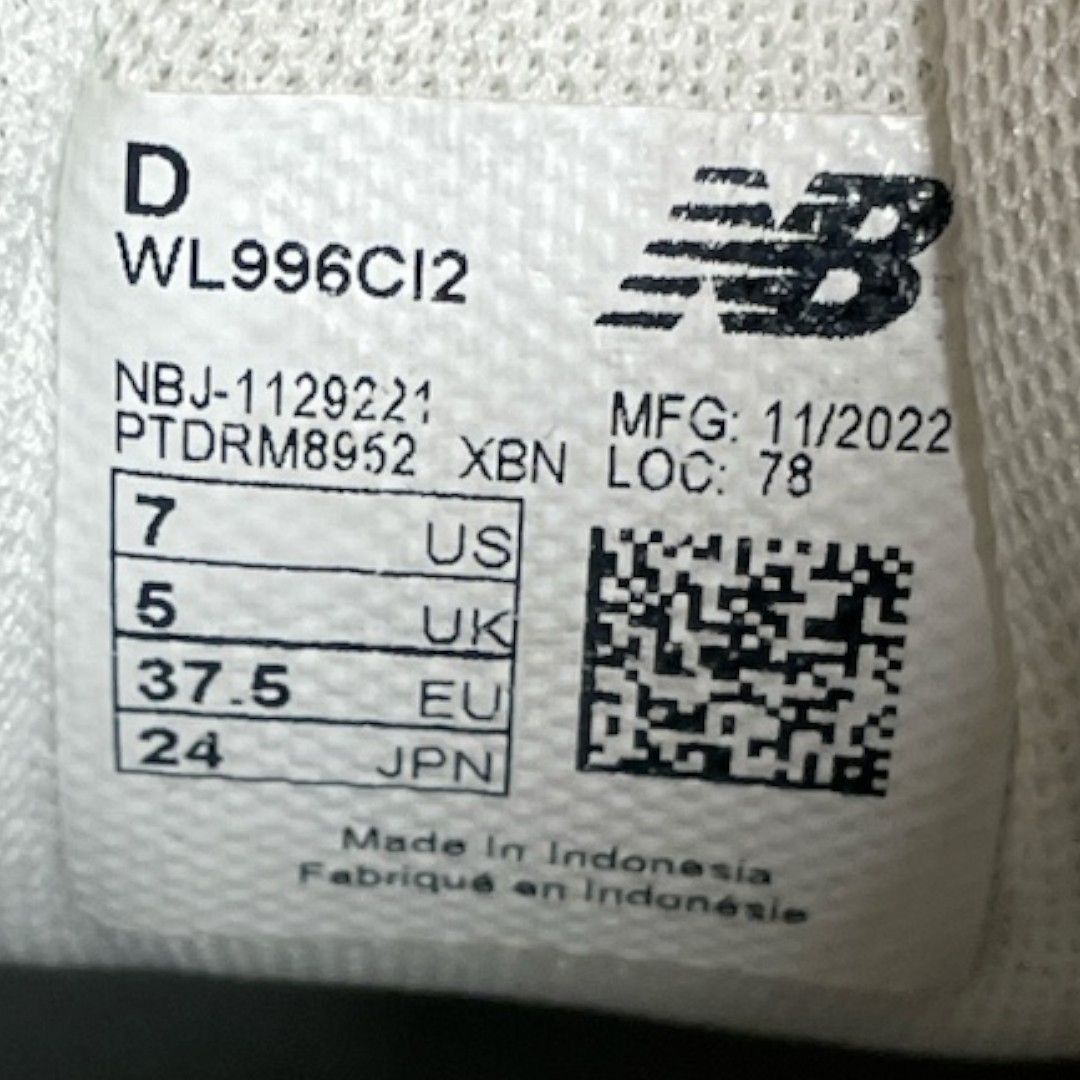 D
WL996CI2
NB
NBJ-1129221
PTDRM8952 XBN
MFG: 11/2022
LOC: 78
7 US
5 UK
37.5 EU
24 JPN
Made in Indonesia
Fabriqué en Indonésie